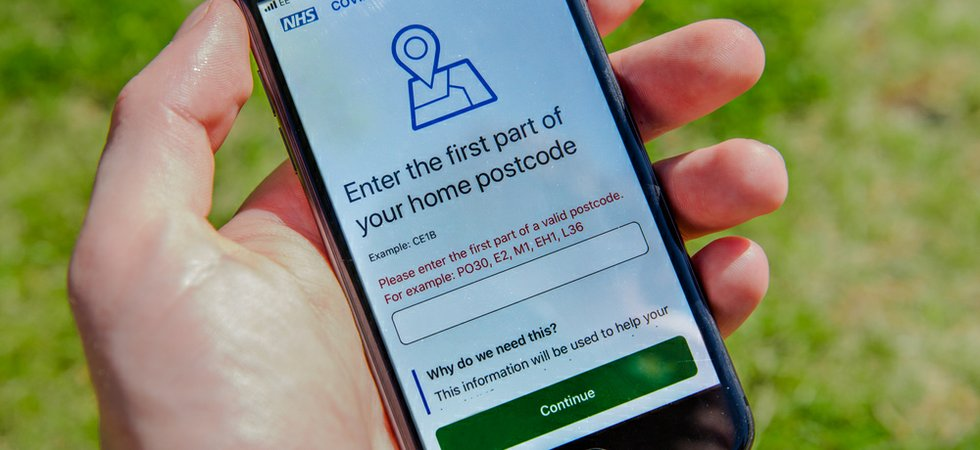 EE
NHS
COVI
Enter the first part of
your home postcode
Example: CE1B
Please enter the first part of a valid postcode.
For example: PO30, E2, M1, EH1, L36
Why do we need this?
This information will be used to help your
Continue